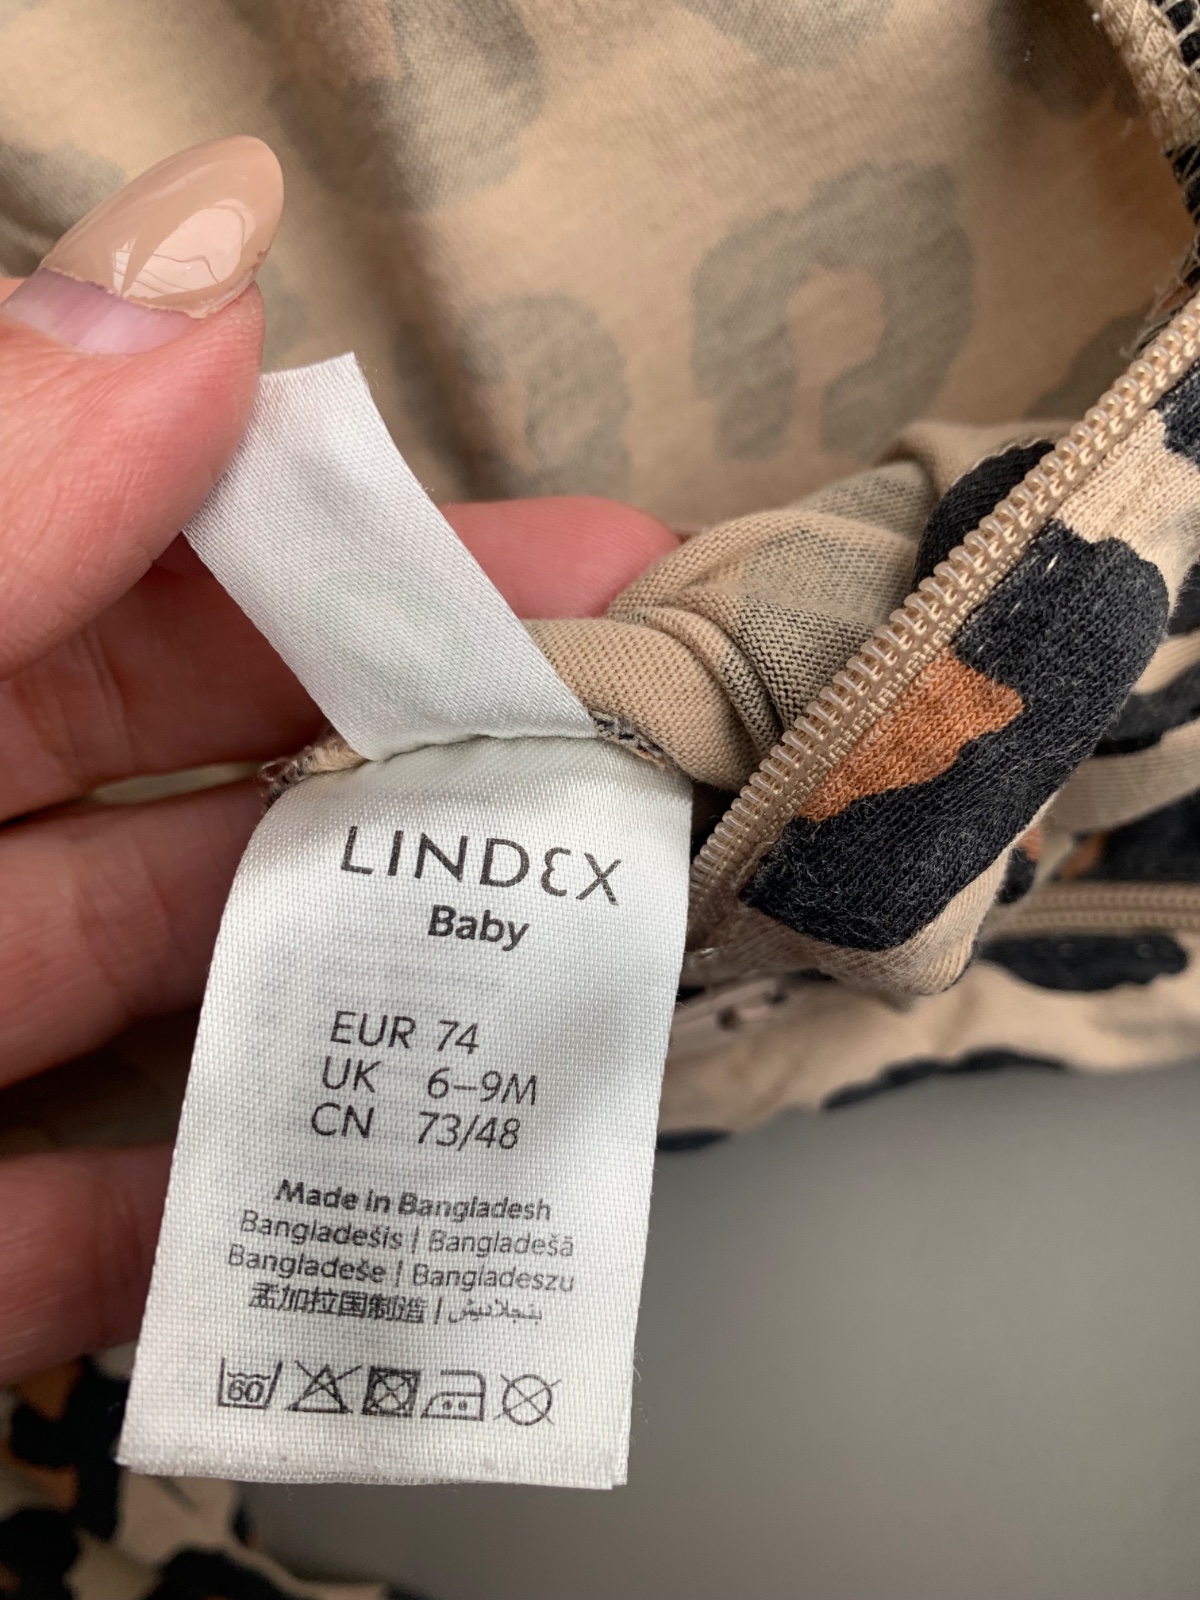 LINDEX
Baby
EUR 74
UK 6–9M
CN 73/48
Made in Bangladesh
Bangladešis | Bangladešā
Bangladeše | Bangladeszu
孟加拉国制造 | بنجلاديش
60